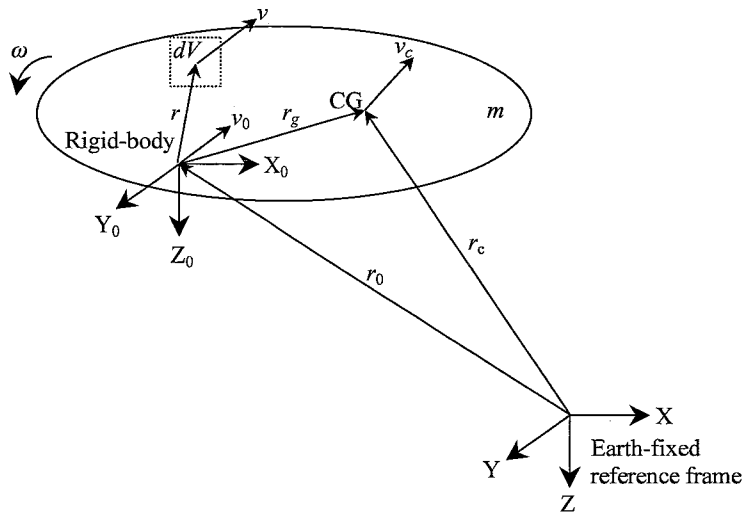 v
ω
dV
v_c
CG
m
r
v_0
r_g
Rigid-body
X_0
Y_0
Z_0
r_c
r_0
X
Y
Earth-fixed
reference frame
Z